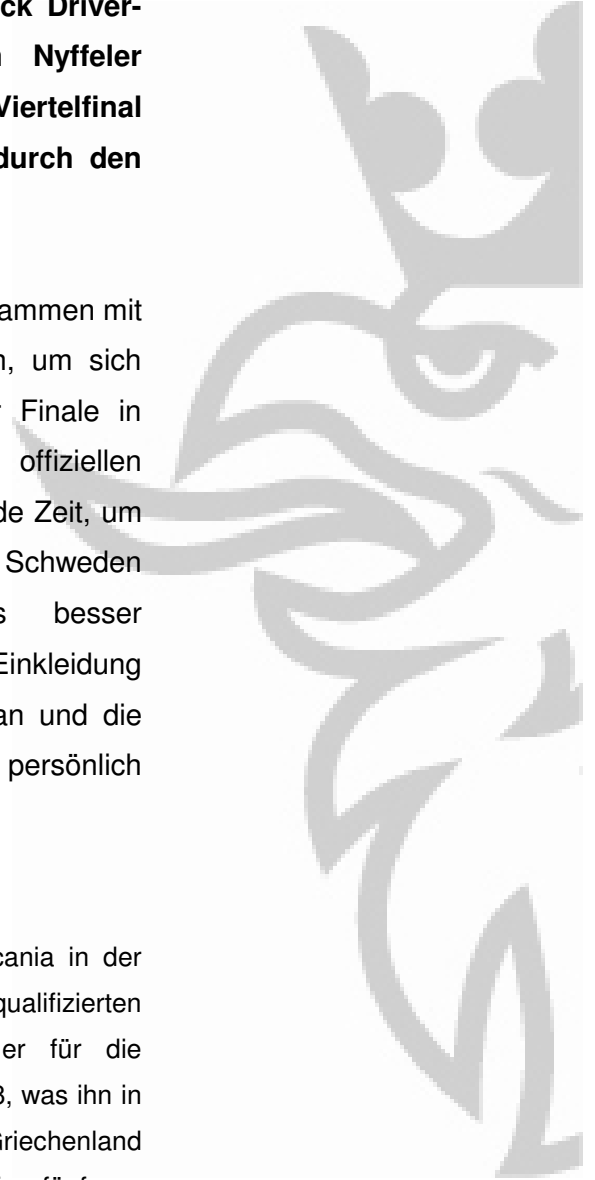 ck Driver-
Nyffeler
Viertelfinal
durch den
ammen mit
n, um sich
Finale in
offiziellen
de Zeit, um
Schweden
s besser
Einkleidung
an und die
persönlich
cania in der
qualifizierten
er für die
3, was ihn in
Griechenland